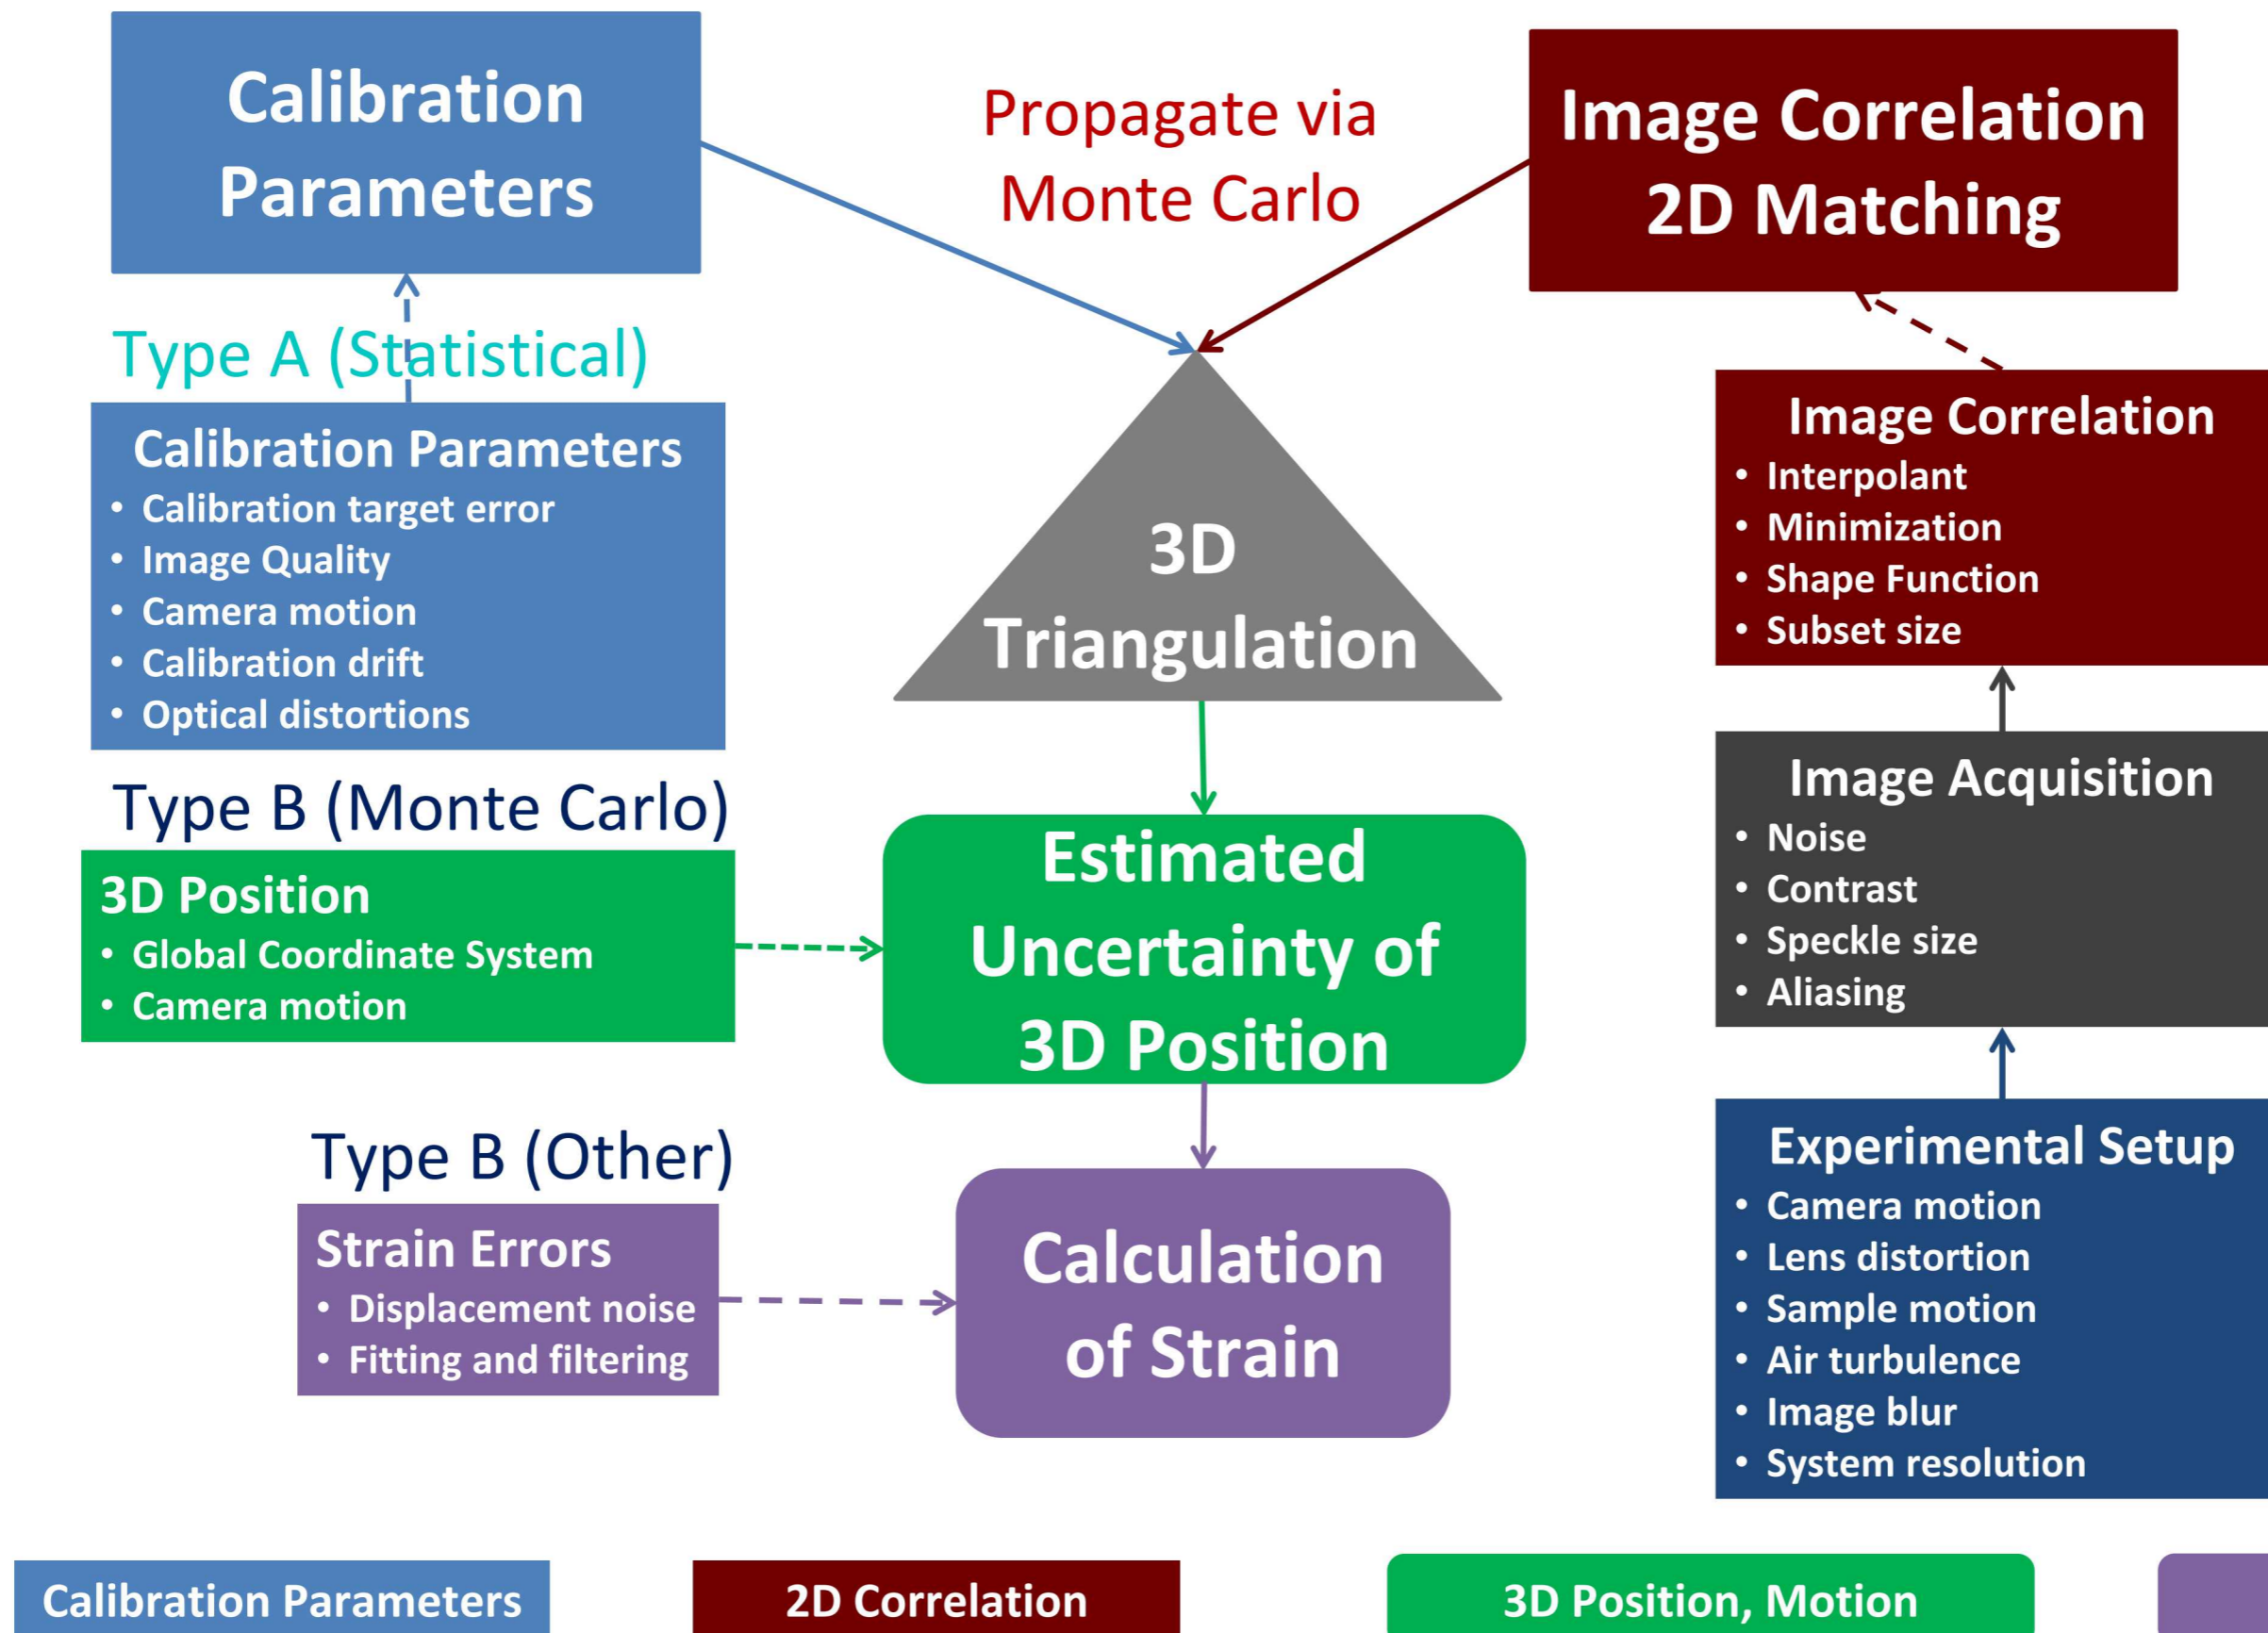 Calibration
Parameters
Propagate via
Monte Carlo
Image Correlation
2D Matching
Type A (Statistical)
Calibration Parameters
• Calibration target error
• Image Quality
• Camera motion
• Calibration drift
• Optical distortions
3D
Triangulation
Image Correlation
• Interpolant
• Minimization
• Shape Function
• Subset size
Type B (Monte Carlo)
3D Position
• Global Coordinate System
• Camera motion
Estimated
Uncertainty of
3D Position
Image Acquisition
• Noise
• Contrast
• Speckle size
• Aliasing
Type B (Other)
Strain Errors
• Displacement noise
• Fitting and filtering
Calculation
of Strain
Experimental Setup
• Camera motion
• Lens distortion
• Sample motion
• Air turbulence
• Image blur
• System resolution
Calibration Parameters
2D Correlation
3D Position, Motion